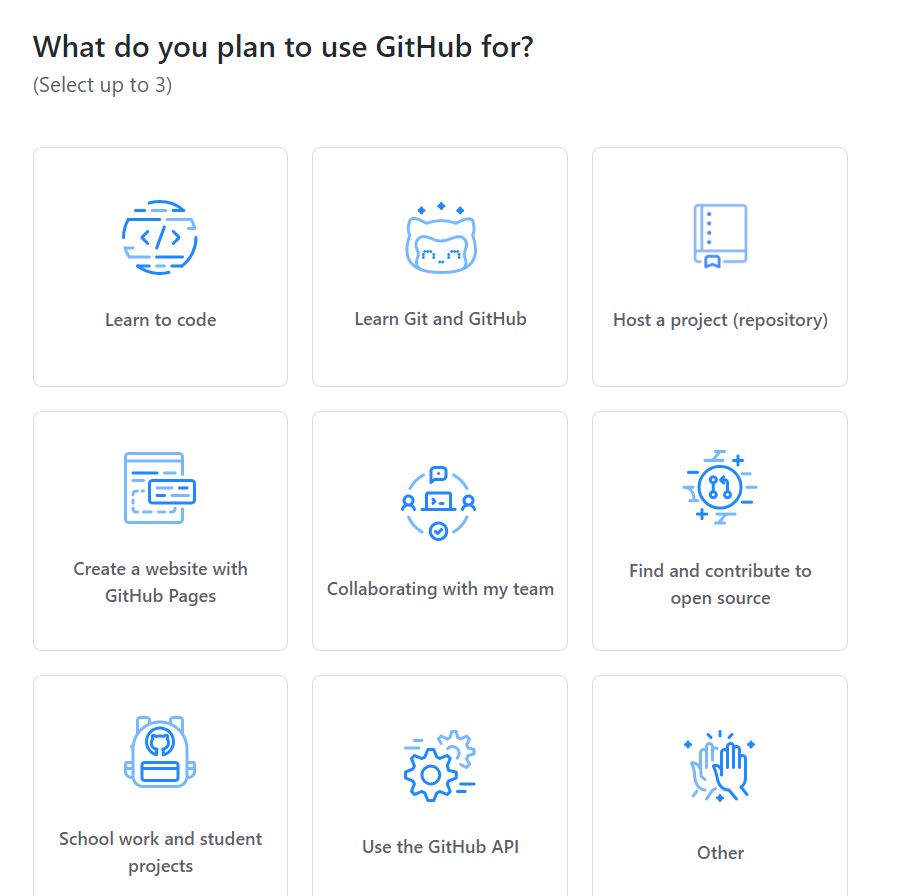 What do you plan to use GitHub for?
(Select up to 3)
Learn to code
Learn Git and GitHub
Host a project (repository)
Create a website with
GitHub Pages
Collaborating with my team
Find and contribute to
open source
School work and student
projects
Use the GitHub API
Other